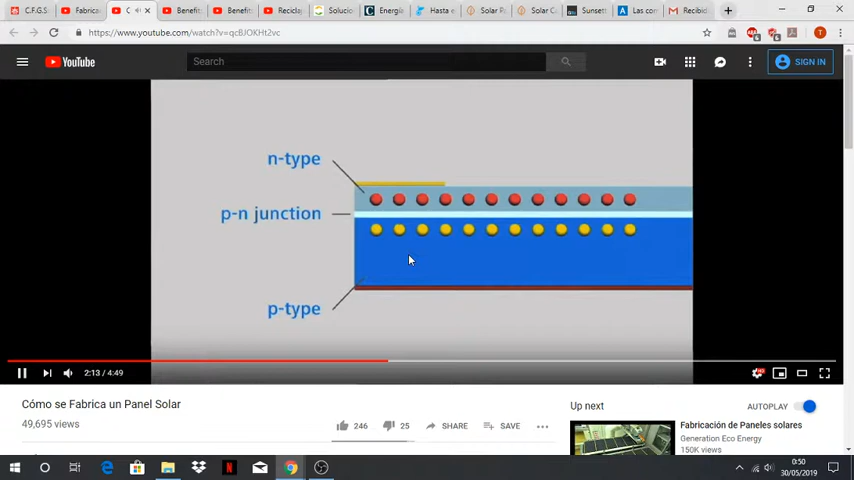 C.F.G.S.
Fabrica
C
Benefit
Benefit
Reciclaj
Solucio
Energía
Hasta e
Solar P
Solar C
Sunset
Las con
Recibid
https://www.youtube.com/watch?v=qcBJOKHt2vc
YouTube
Search
SIGN IN
n-type
p-n junction
p-type
2:13 / 4:49
HD
Cómo se Fabrica un Panel Solar
49,695 views
246
25
SHARE
SAVE
Up next
AUTOPLAY
Fabricación de Paneles solares
Generation Eco Energy
150K views
0:50
30/05/2019